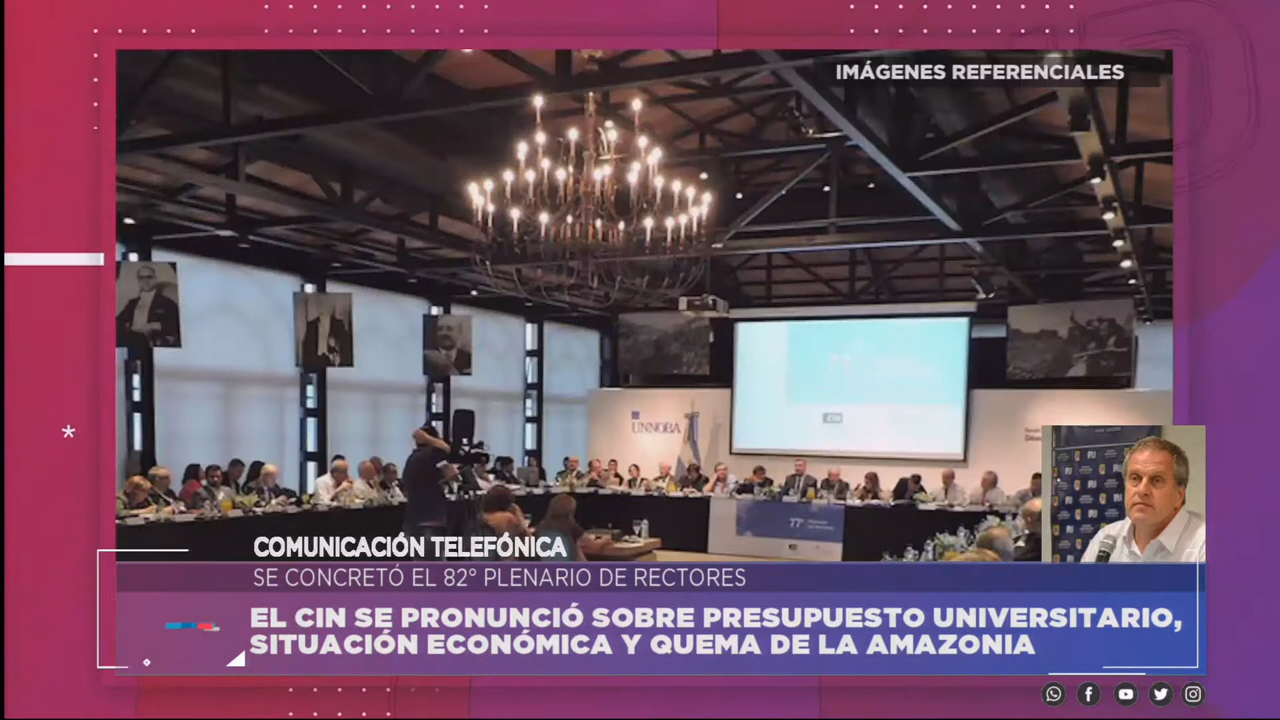 IMÁGENES REFERENCIALES
UNNOBA
77°
COMUNICACIÓN TELEFÓNICA
SE CONCRETÓ EL 82° PLENARIO DE RECTORES
EL CIN SE PRONUNCIÓ SOBRE PRESUPUESTO UNIVERSITARIO,
SITUACIÓN ECONÓMICA Y QUEMA DE LA AMAZONIA